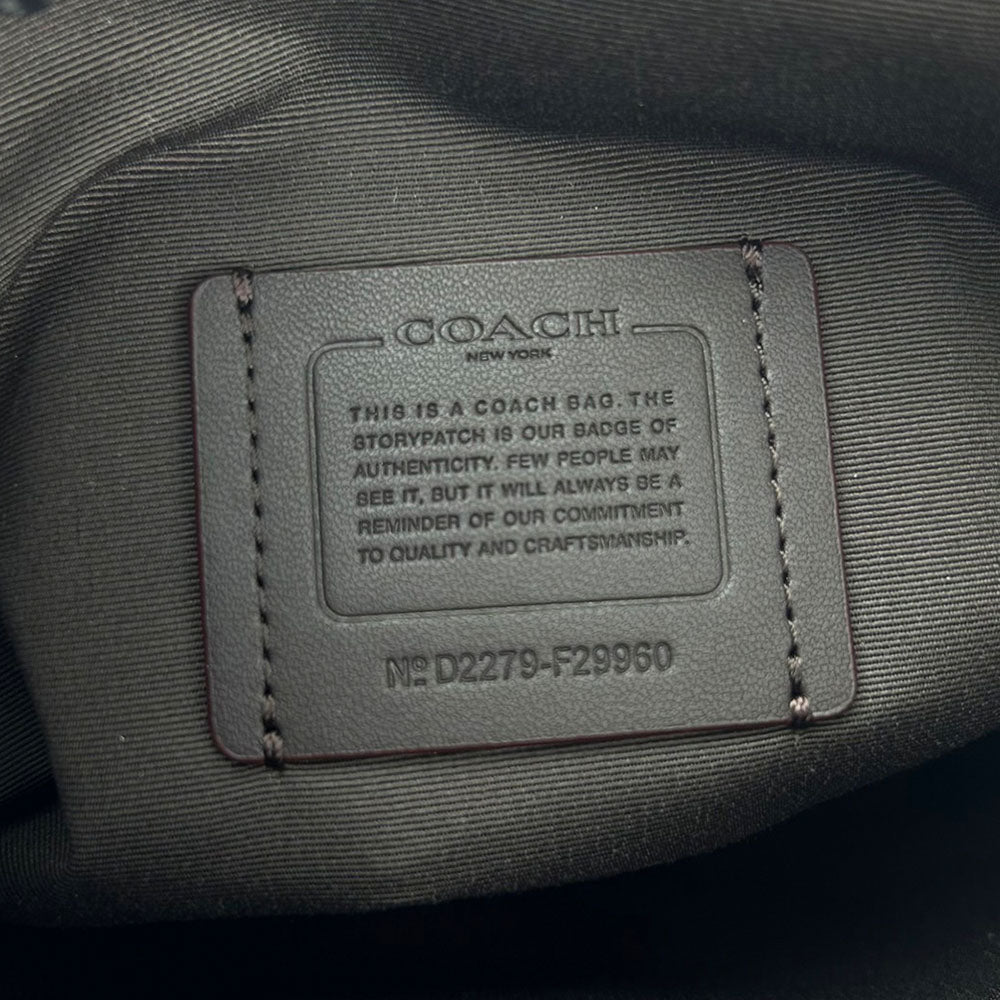 COACH
NEW YORK
THIS IS A COACH BAG. THE
STORYPATCH IS OUR BADGE OF
AUTHENTICITY. FEW PEOPLE MAY
SEE IT, BUT IT WILL ALWAYS BE A
REMINDER OF OUR COMMITMENT
TO QUALITY AND CRAFTSMANSHIP.
Nº D2279-F29960